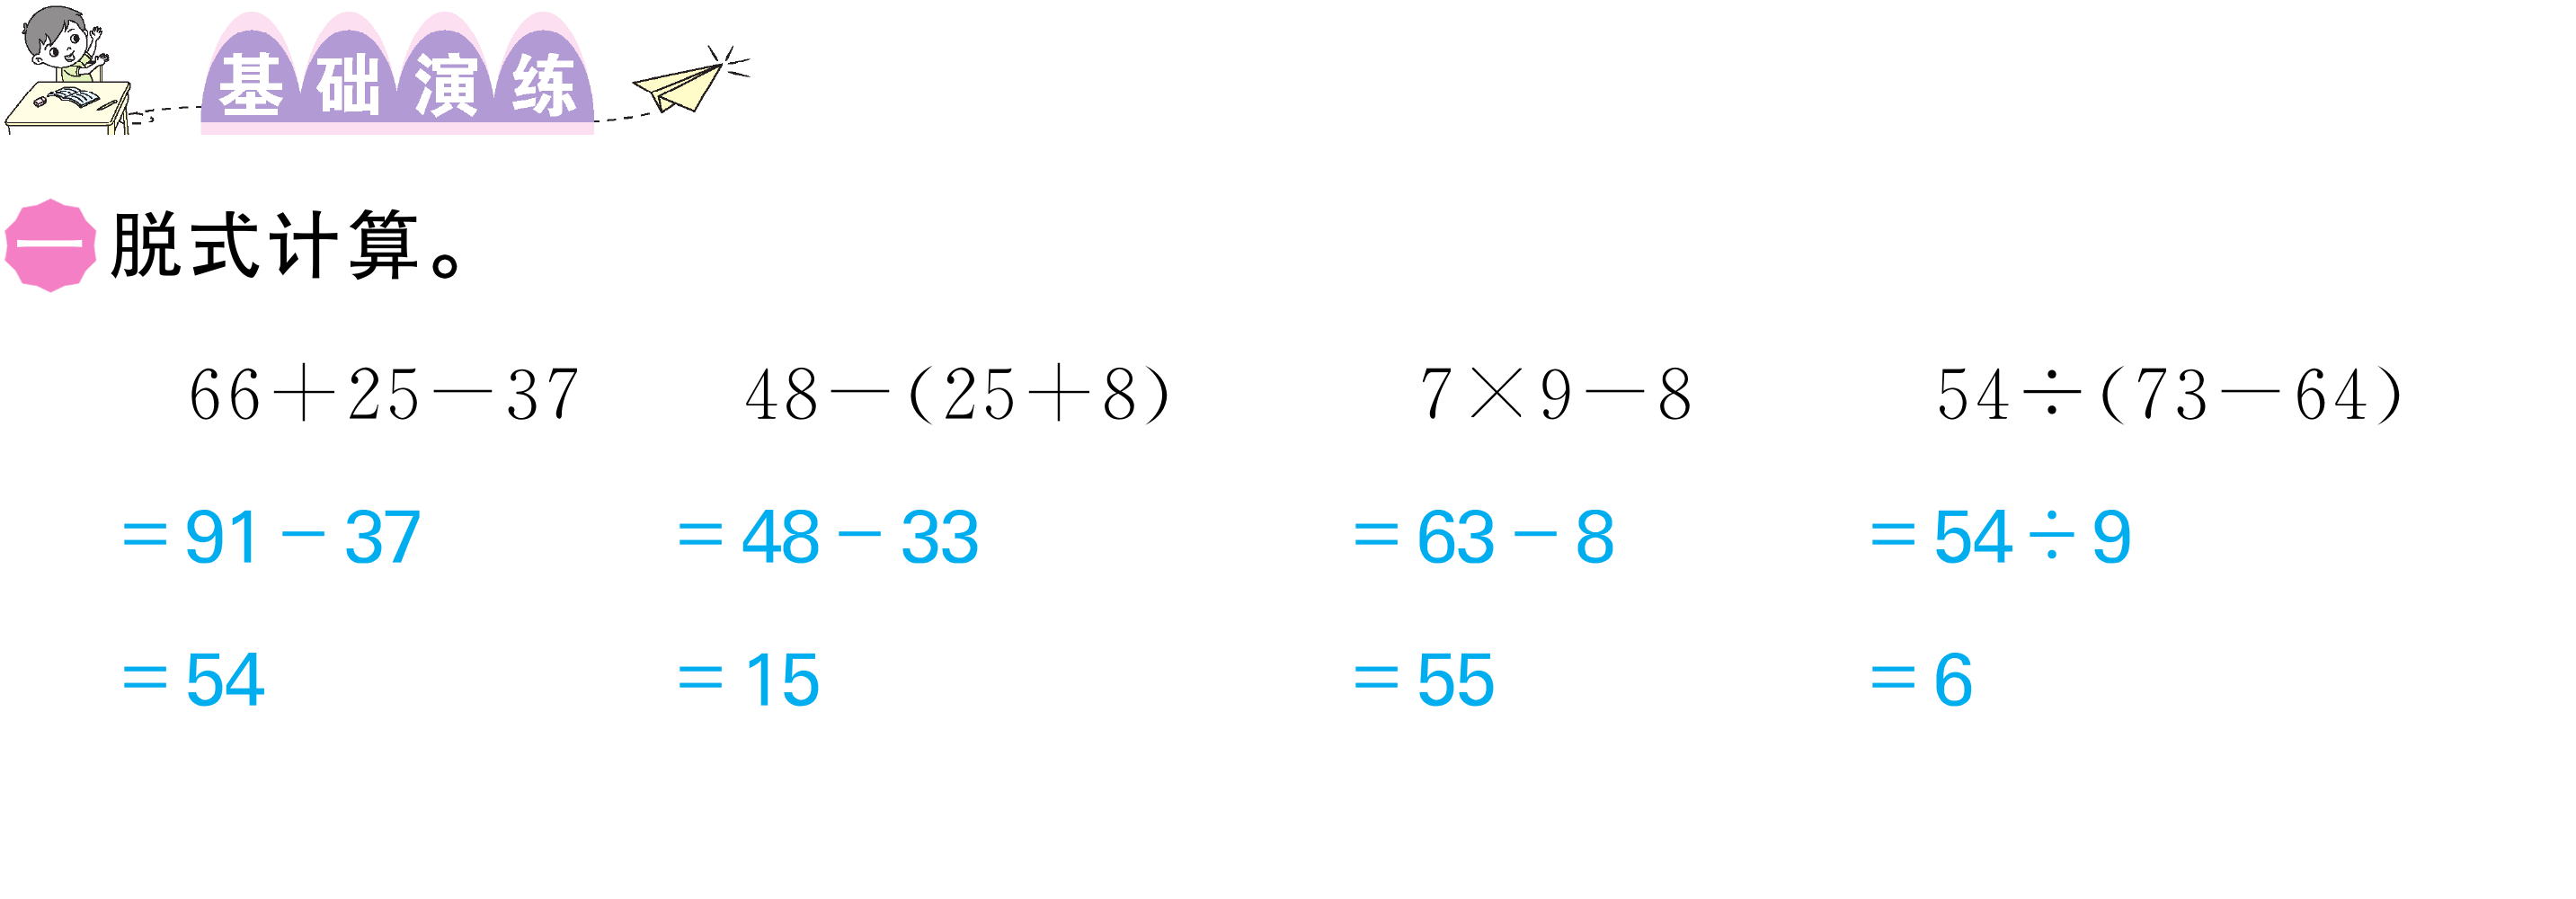 基础演练
一 脱式计算。
66+25-37 48-(25+8) 7×9-8 54÷(73-64)
=91-37 =48-33 =63-8 =54÷9
=54 =15 =55 =6